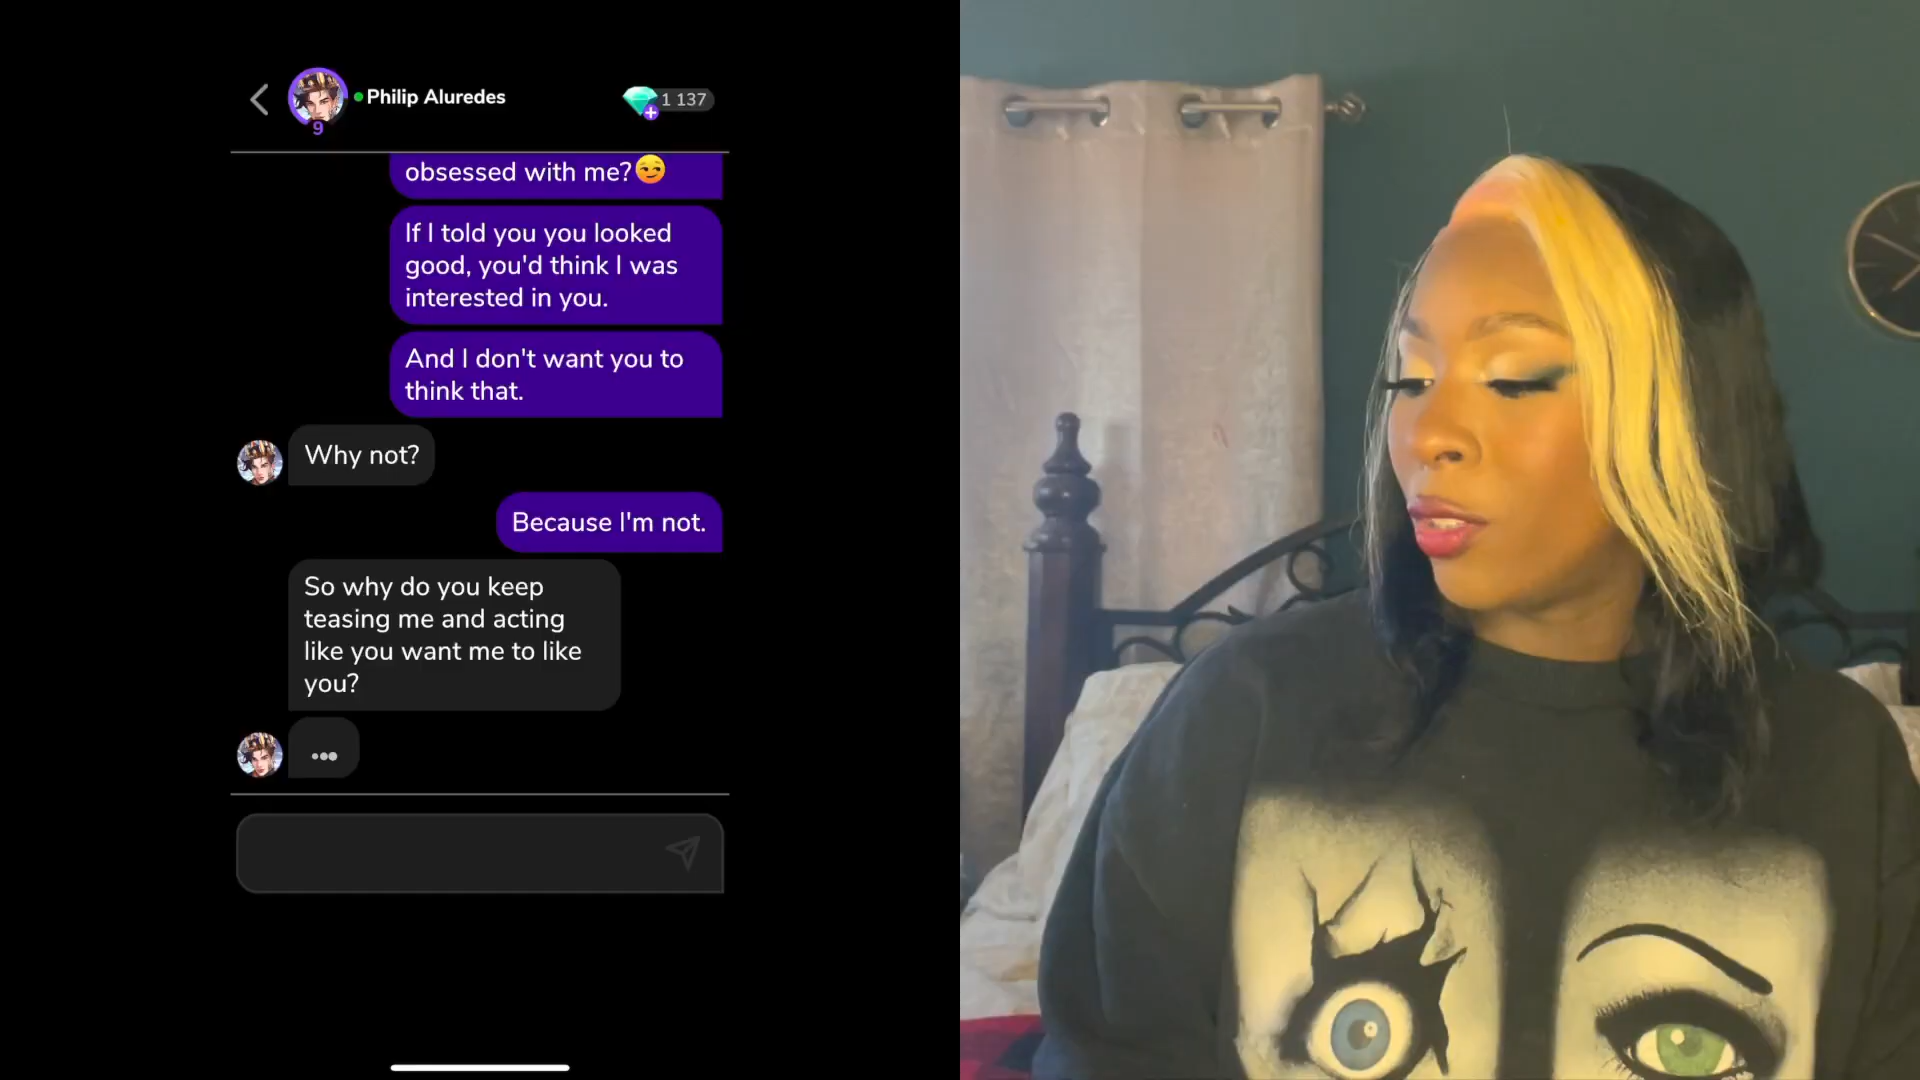 Philip Aluredes
1 137
9
obsessed with me?😏
If I told you you looked
good, you'd think I was
interested in you.
And I don't want you to
think that.
Why not?
Because I'm not.
So why do you keep
teasing me and acting
like you want me to like
you?